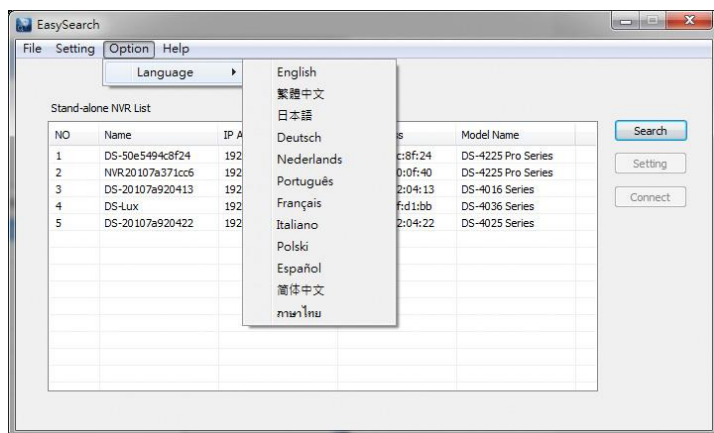 EasySearch
File Setting Option Help
Language
English
繁體中文
日本語
Deutsch
Nederlands
Português
Français
Italiano
Polski
Español
简体中文
ภาษาไทย
Stand-alone NVR List
NO Name IP A ss Model Name
1 DS-50e5494c8f24 192 c:8f:24 DS-4225 Pro Series
2 NVR20107a371cc6 192 0:0f:40 DS-4225 Pro Series
3 DS-20107a920413 192 2:04:13 DS-4016 Series
4 DS-Lux 192 f:d1:bb DS-4036 Series
5 DS-20107a920422 192 2:04:22 DS-4025 Series
Search
Setting
Connect